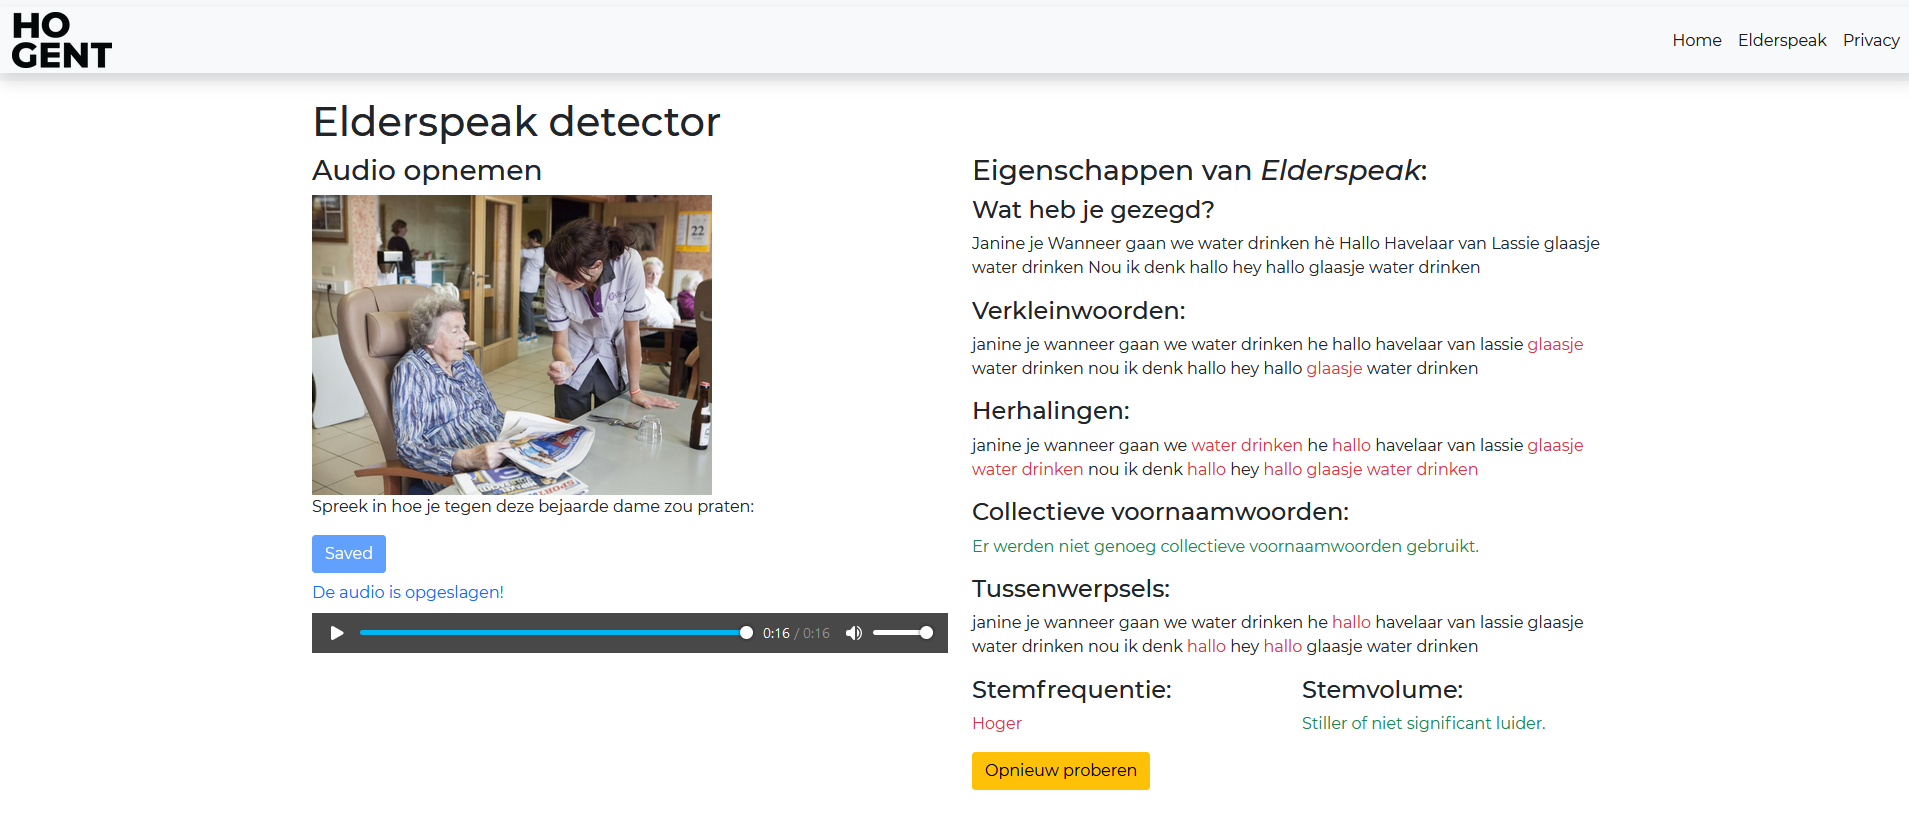 HO
GENT
Home Elderspeak Privacy
Elderspeak detector
Audio opnemen
22
Spreek in hoe je tegen deze bejaarde dame zou praten:
Saved
De audio is opgeslagen!
0:16 / 0:16
Eigenschappen van Elderspeak:
Wat heb je gezegd?
Janine je Wanneer gaan we water drinken hè Hallo Havelaar van Lassie glaasje
water drinken Nou ik denk hallo hey hallo glaasje water drinken
Verkleinwoorden:
janine je wanneer gaan we water drinken he hallo havelaar van lassie glaasje
water drinken nou ik denk hallo hey hallo glaasje water drinken
Herhalingen:
janine je wanneer gaan we water drinken he hallo havelaar van lassie glaasje
water drinken nou ik denk hallo hey hallo glaasje water drinken
Collectieve voornaamwoorden:
Er werden niet genoeg collectieve voornaamwoorden gebruikt.
Tussenwerpsels:
janine je wanneer gaan we water drinken he hallo havelaar van lassie glaasje
water drinken nou ik denk hallo hey hallo glaasje water drinken
Stemfrequentie: Stemvolume:
Hoger Stiller of niet significant luider.
Opnieuw proberen